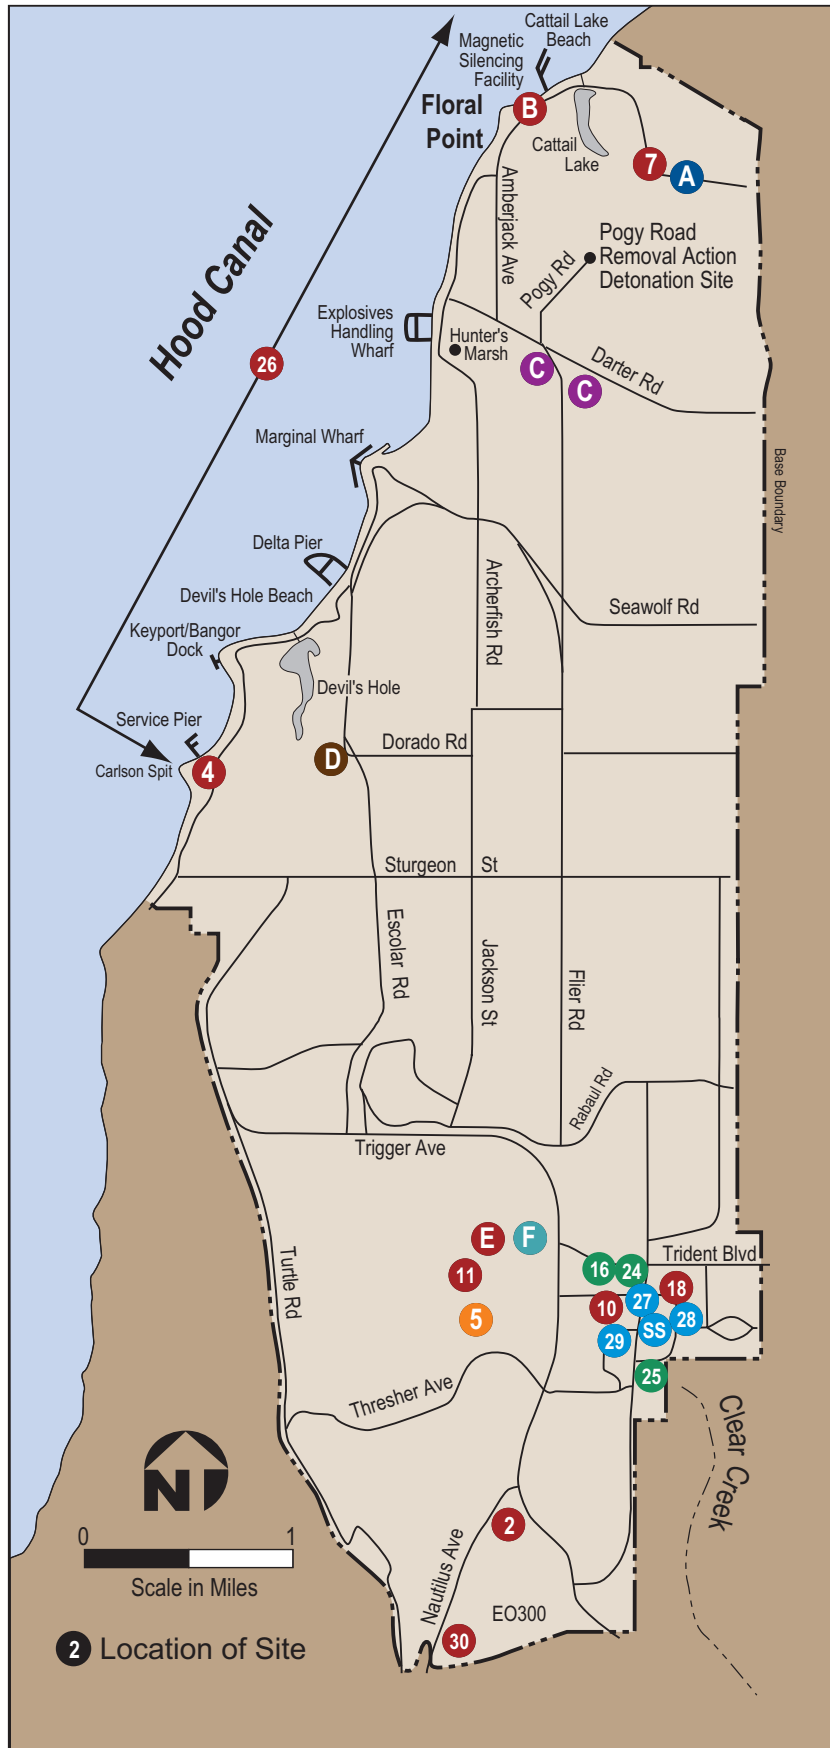 Cattail Lake
Beach
Magnetic
Silencing
Facility
Floral
Point
B
Cattail
Lake
7
A
Amberjack Ave
Pogy Rd
Pogy Road
Removal Action
Detonation Site
Hood Canal
26
Explosives
Handling
Wharf
Hunter's
Marsh
C
C
Darter Rd
Marginal Wharf
Base Boundary
Delta Pier
Devil's Hole Beach
Archerfish Rd
Seawolf Rd
Keyport/Bangor
Dock
Devil's Hole
Service Pier
Carlson Spit
4
D
Dorado Rd
Sturgeon St
Escolar Rd
Jackson St
Flier Rd
Rabaul Rd
Trigger Ave
Turtle Rd
E
F
11
5
Trident Blvd
16
24
18
27
10
28
SS
29
25
Thresher Ave
Clear Creek
N
0 1
Scale in Miles
Nautilus Ave
2
EO300
30
2 Location of Site